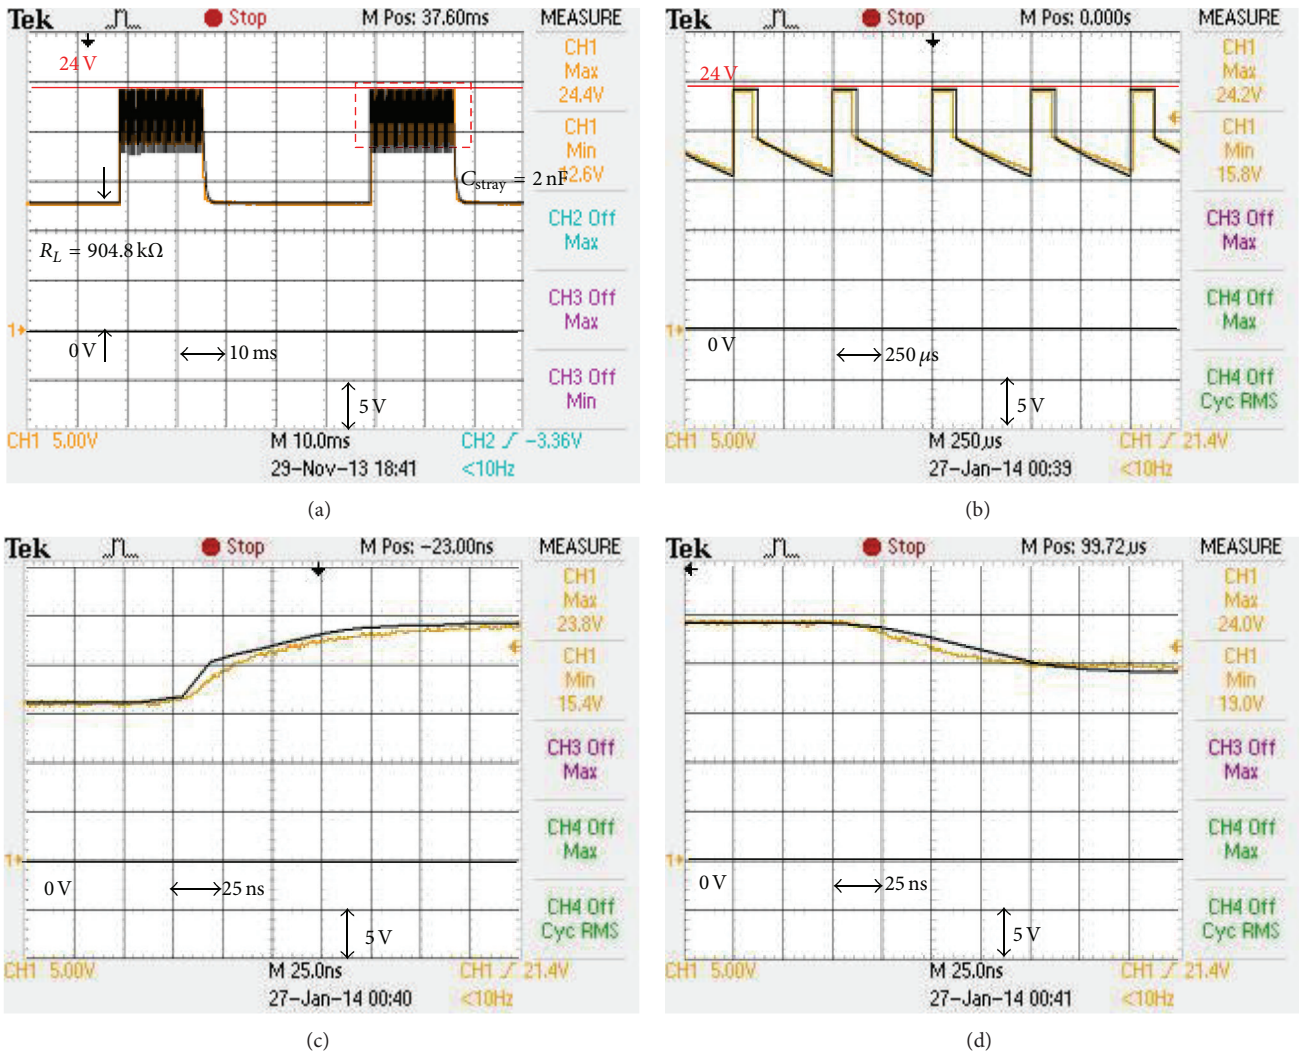 Tek Stop M Pos: 37.60ms MEASURE
24 V
CH1
Max
24.4V
CH1
Min
2.6V
C_stray = 2 nF
CH2 Off
Max
R_L = 904.8 kΩ
CH3 Off
Max
1
0 V
10 ms
CH3 Off
Min
5 V
CH1 5.00V M 10.0ms CH2 -3.36V
29-Nov-13 18:41 <10Hz
(a)
Tek Stop M Pos: 0.000s MEASURE
24 V
CH1
Max
24.2V
CH1
Min
15.8V
CH3 Off
Max
CH4 Off
Max
1
0 V
250 μs
CH4 Off
Cyc RMS
5 V
CH1 5.00V M 250µs CH1 21.4V
27-Jan-14 00:39 <10Hz
(b)
Tek Stop M Pos: -23.00ns MEASURE
CH1
Max
23.8V
CH1
Min
15.4V
CH3 Off
Max
CH4 Off
Max
1
0 V
25 ns
CH4 Off
Cyc RMS
5 V
CH1 5.00V M 25.0ns CH1 21.4V
27-Jan-14 00:40 <10Hz
(c)
Tek Stop M Pos: 99.72µs MEASURE
CH1
Max
24.0V
CH1
Min
19.0V
CH3 Off
Max
CH4 Off
Max
1
0 V
25 ns
CH4 Off
Cyc RMS
5 V
CH1 5.00V M 25.0ns CH1 21.4V
27-Jan-14 00:41 <10Hz
(d)